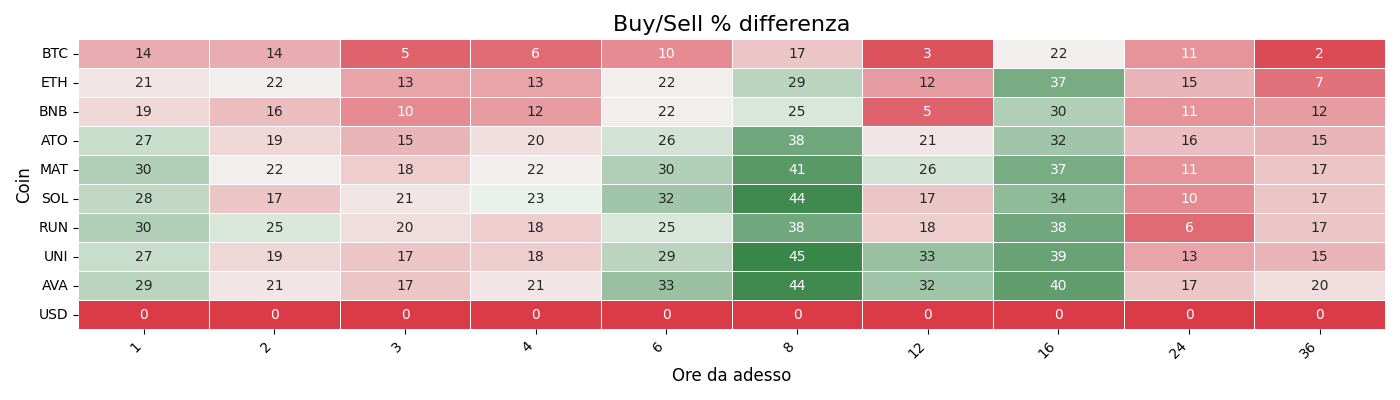 Buy/Sell % differenza
BTC 14 14 5 6 10 17 3 22 11 2
ETH 21 22 13 13 22 29 12 37 15 7
BNB 19 16 10 12 22 25 5 30 11 12
ATO 27 19 15 20 26 38 21 32 16 15
MAT 30 22 18 22 30 41 26 37 11 17
SOL 28 17 21 23 32 44 17 34 10 17
RUN 30 25 20 18 25 38 18 38 6 17
UNI 27 19 17 18 29 45 33 39 13 15
AVA 29 21 17 21 33 44 32 40 17 20
USD 0 0 0 0 0 0 0 0 0 0
Coin
1 2 3 4 6 8 12 16 24 36
Ore da adesso